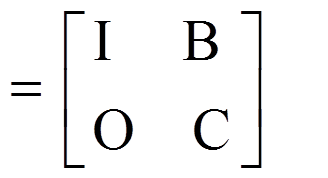 = [ I B
O C ]